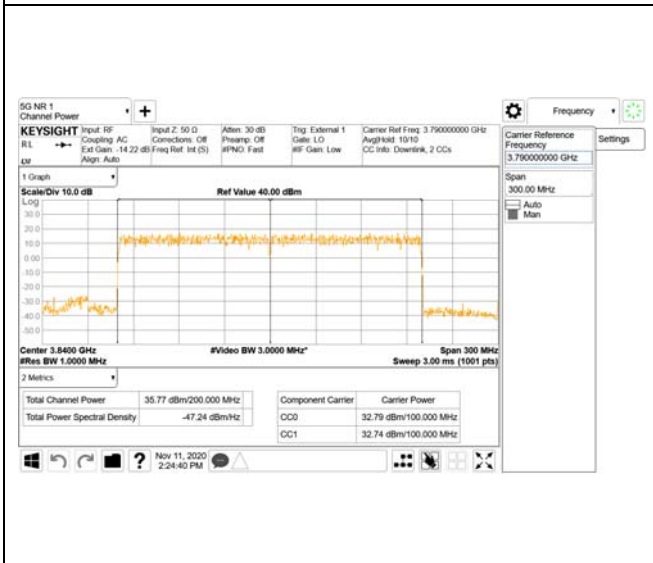 5G NR 1
Channel Power
Frequency
KEYSIGHT
RL
Input: RF
Coupling: AC
Ext Gain: -14.22 dB
Align: Auto
Input Z: 50 Ω
Corrections: Off
Freq Ref: Int (S)
Atten: 30 dB
Preamp: Off
#PNO: Fast
Trig: External 1
Gate: LO
#IF Gain: Low
Carrier Ref Freq: 3.790000000 GHz
Avg|Hold: 10/10
CC Info: Downlink, 2 CCs
Carrier Reference
Frequency
3.790000000 GHz
Settings
Span
300.00 MHz
Auto
Man
1 Graph
Scale/Div 10.0 dB
Ref Value 40.00 dBm
Log
30.0
20.0
10.0
0.00
-10.0
-20.0
-30.0
-40.0
-50.0
Center 3.8400 GHz
#Video BW 3.0000 MHz*
Span 300 MHz
#Res BW 1.0000 MHz
Sweep 3.00 ms (1001 pts)
2 Metrics
Total Channel Power 35.77 dBm/200.000 MHz
Total Power Spectral Density -47.24 dBm/Hz
Component Carrier Carrier Power
CC0 32.79 dBm/100.000 MHz
CC1 32.74 dBm/100.000 MHz
Nov 11, 2020
2:24:40 PM